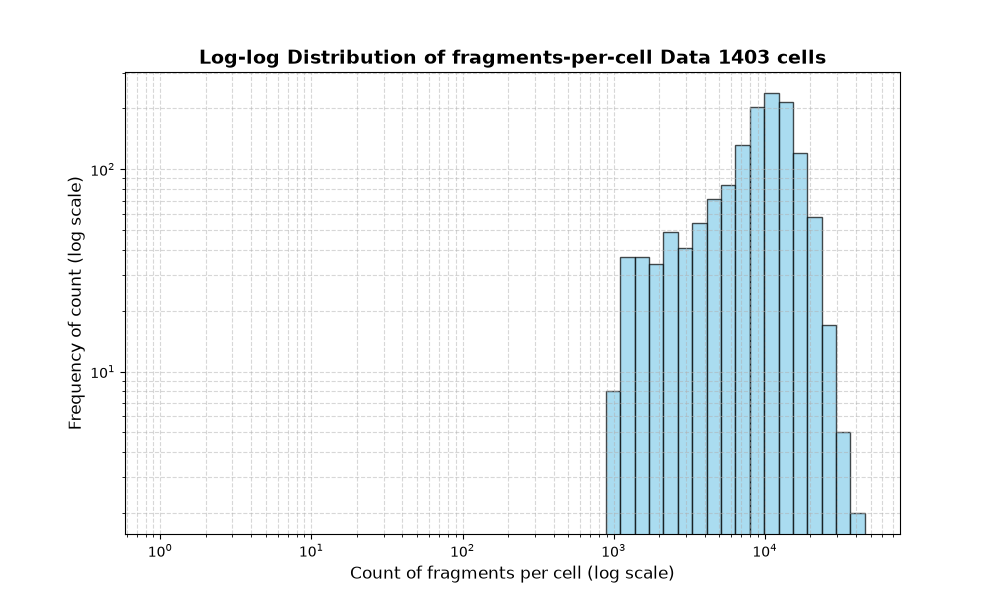 Log-log Distribution of fragments-per-cell Data 1403 cells
Frequency of count (log scale)
10²
10¹
10⁰ 10¹ 10² 10³ 10⁴
Count of fragments per cell (log scale)